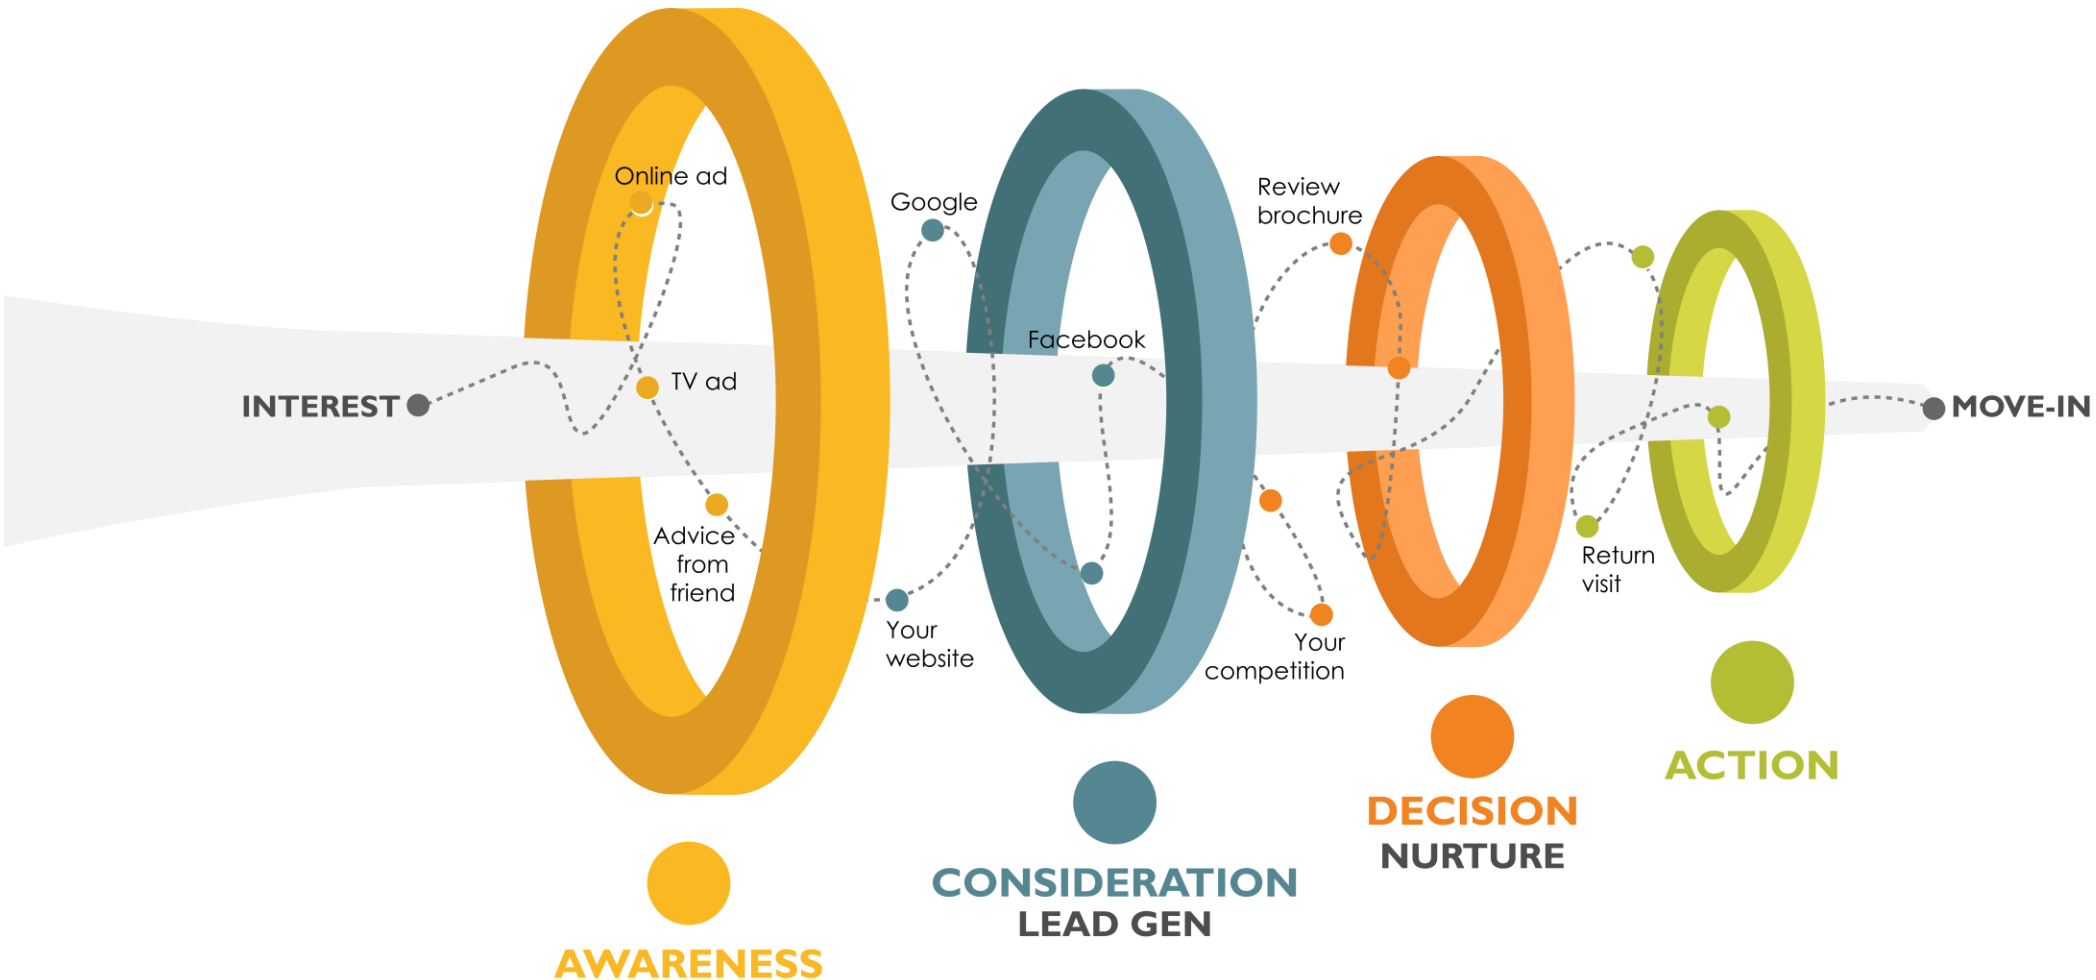 Online ad
TV ad
Advice
from
friend
INTEREST
Google
Your
website
Facebook
Review
brochure
Your
competition
Return
visit
MOVE-IN
AWARENESS
CONSIDERATION
LEAD GEN
DECISION
NURTURE
ACTION